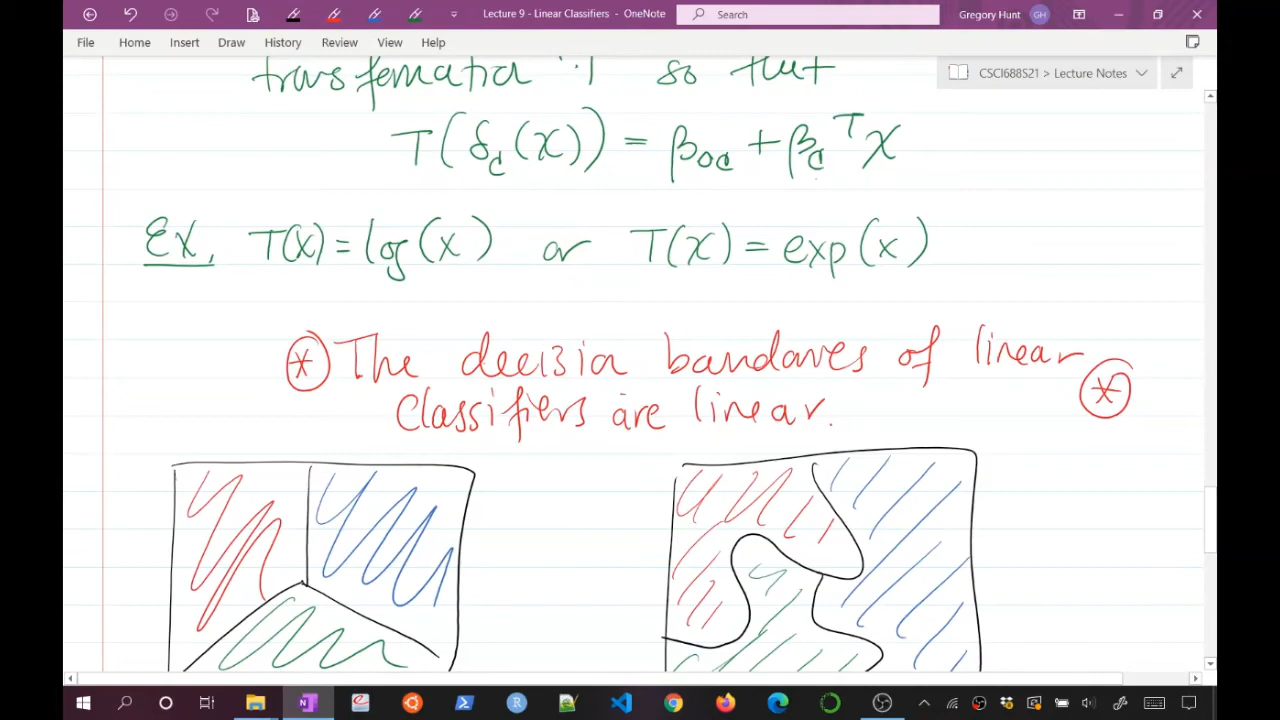 Lecture 9 - Linear Classifiers - OneNote
Search
Gregory Hunt
GH
File Home Insert Draw History Review View Help
CSCI688S21 > Lecture Notes
transformation T so that
T(δc(x)) = β0c + βcᵀx
EX. T(x) = log(x) or T(x) = exp(x)
* The decision boundaries of linear *
classifiers are linear.